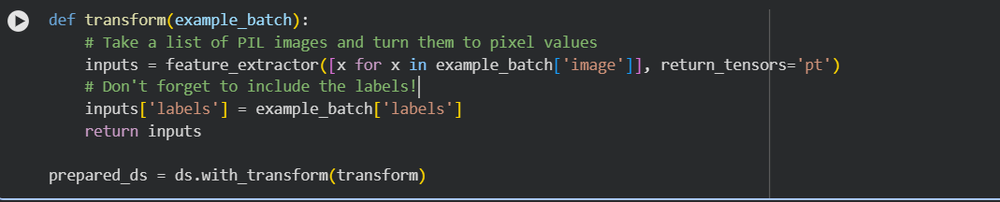 def transform(example_batch):
    # Take a list of PIL images and turn them to pixel values
    inputs = feature_extractor([x for x in example_batch['image']], return_tensors='pt')
    # Don't forget to include the labels!
    inputs['labels'] = example_batch['labels']
    return inputs

prepared_ds = ds.with_transform(transform)